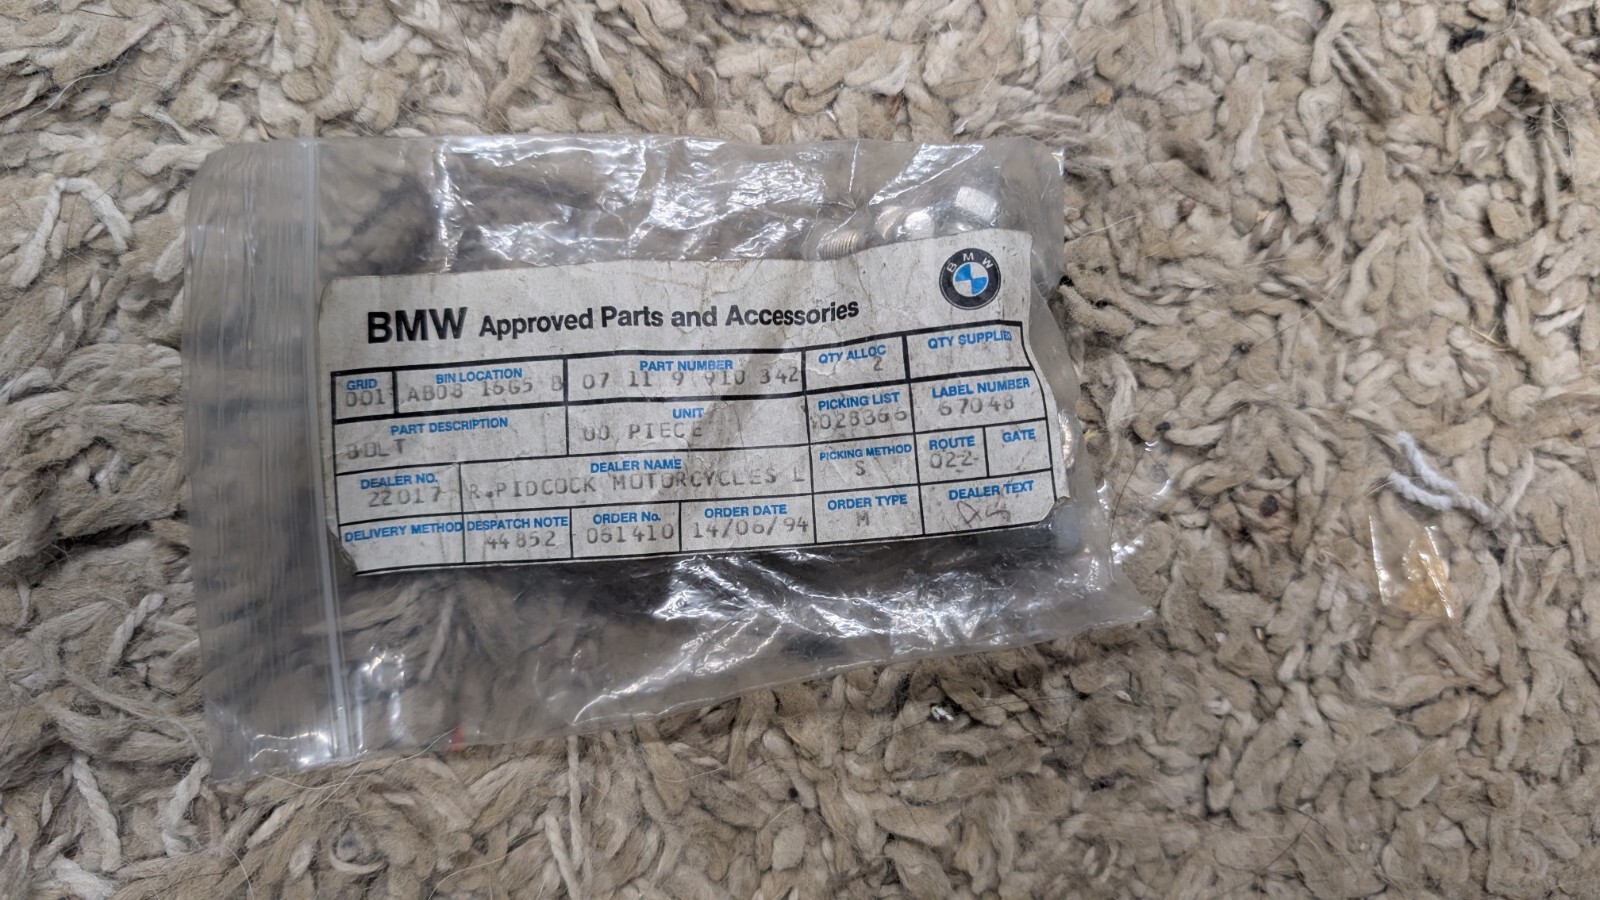 BMW
BMW Approved Parts and Accessories
GRID BIN LOCATION PART NUMBER QTY ALLOC QTY SUPPLIED
001 AB08 16G5 B 07 11 9 910 342 2
PART DESCRIPTION UNIT PICKING LIST LABEL NUMBER
BOLT 00 PIECE 028366 67048
DEALER NO. DEALER NAME PICKING METHOD ROUTE GATE
22017 R.PIDCOCK MOTORCYCLES L S 022
DELIVERY METHOD DESPATCH NOTE ORDER No. ORDER DATE ORDER TYPE DEALER TEXT
44852 061410 14/06/94 M